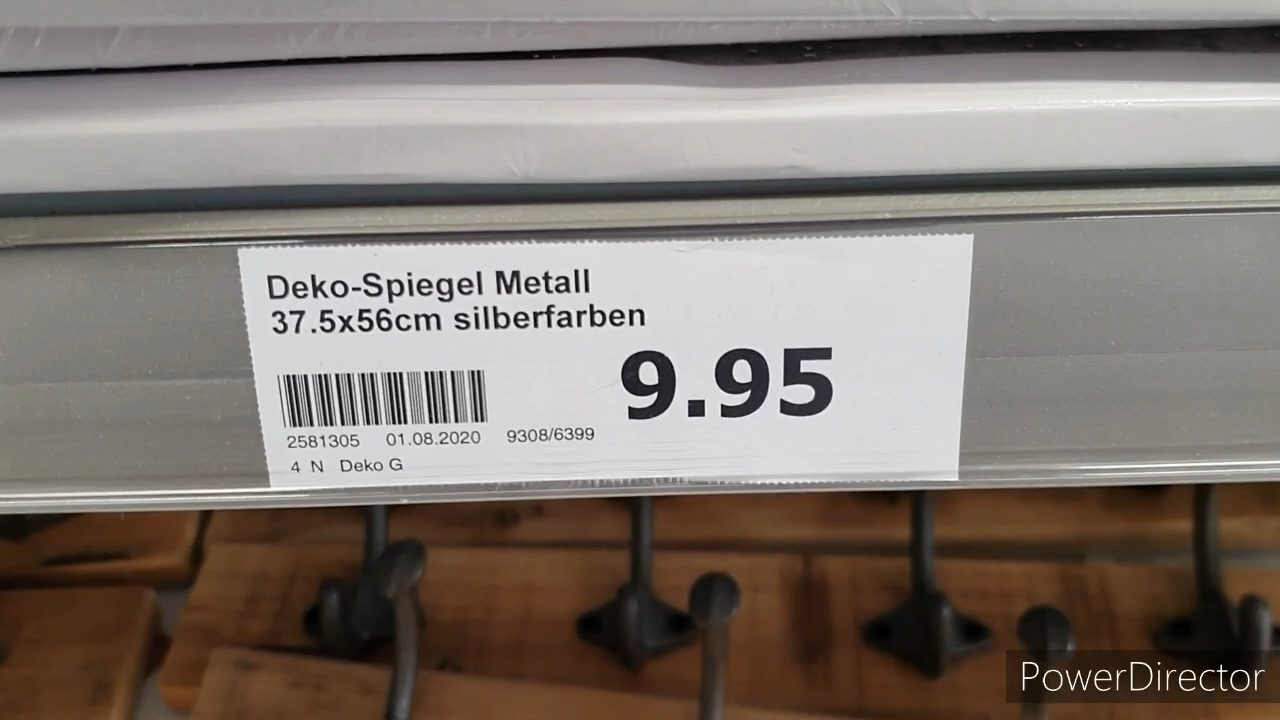 Deko-Spiegel Metall
37.5x56cm silberfarben
9.95
2581305 01.08.2020 9308/6399
4 N Deko G
PowerDirector